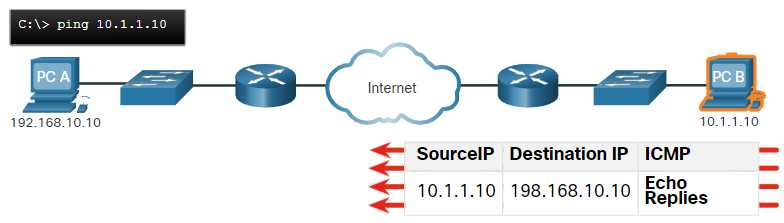 C:\> ping 10.1.1.10
PC A
Internet
PC B
192.168.10.10
10.1.1.10
SourceIP Destination IP ICMP
10.1.1.10 198.168.10.10 Echo
Replies